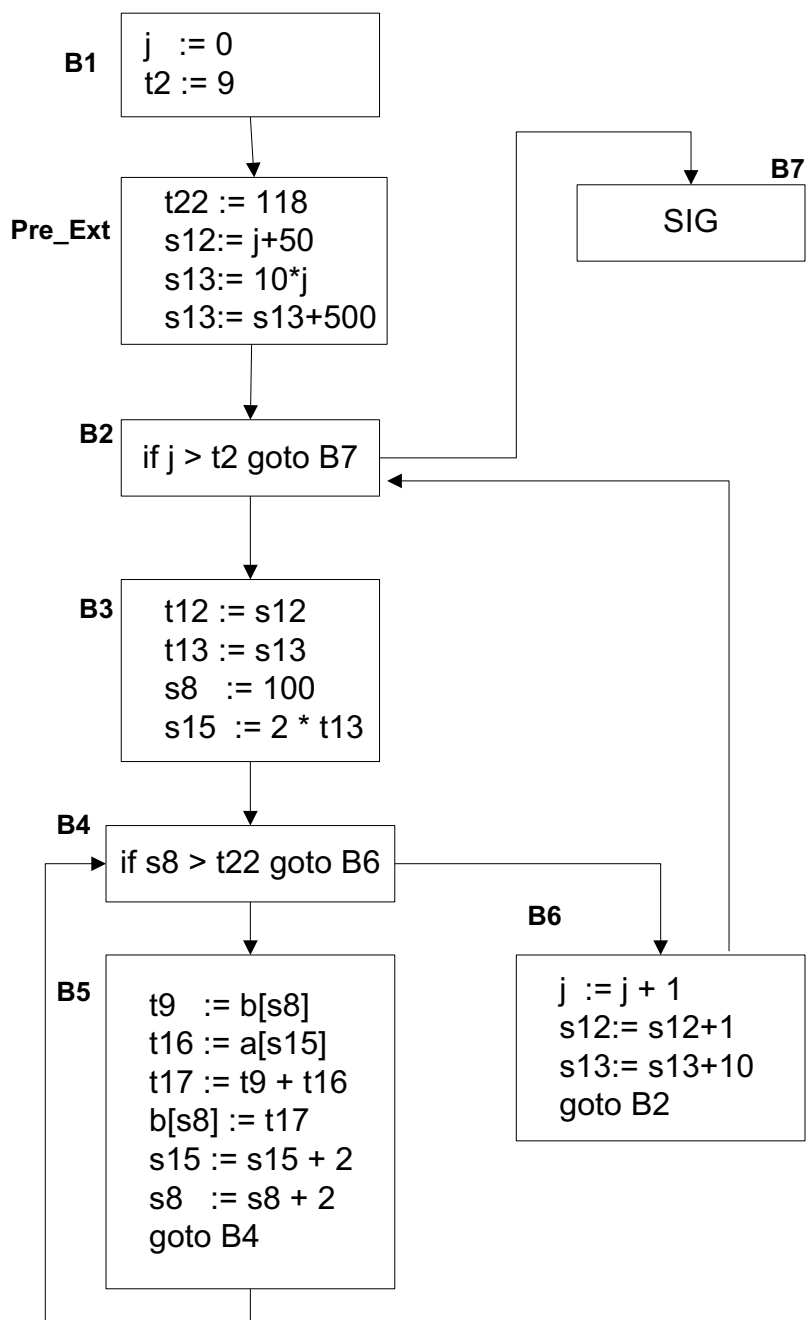 B1
j := 0
t2 := 9
Pre_Ext
t22 := 118
s12:= j+50
s13:= 10*j
s13:= s13+500
B7
SIG
B2
if j > t2 goto B7
B3
t12 := s12
t13 := s13
s8 := 100
s15 := 2 * t13
B4
if s8 > t22 goto B6
B5
t9 := b[s8]
t16 := a[s15]
t17 := t9 + t16
b[s8] := t17
s15 := s15 + 2
s8 := s8 + 2
goto B4
B6
j := j + 1
s12:= s12+1
s13:= s13+10
goto B2